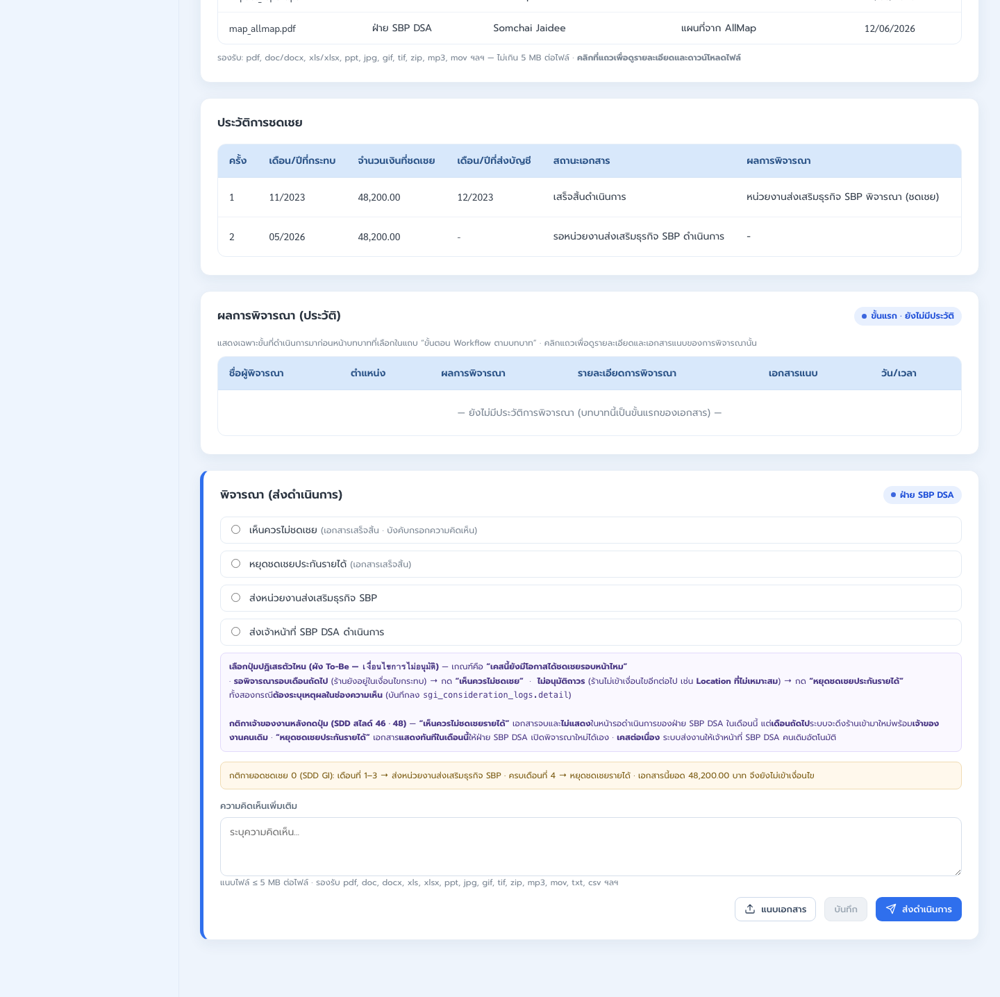 map_allmap.pdf ฝ่าย SBP DSA Somchai Jaidee แผนที่จาก AllMap 12/06/2026
รองรับ: pdf, doc/docx, xls/xlsx, ppt, jpg, gif, tif, zip, mp3, mov ฯลฯ — ไม่เกิน 5 MB ต่อไฟล์ · คลิกที่แถวเพื่อดูรายละเอียดและดาวน์โหลดไฟล์
ประวัติการชดเชย
ครั้ง เดือน/ปีที่กระทบ จำนวนเงินที่ชดเชย เดือน/ปีที่ส่งบัญชี สถานะเอกสาร ผลการพิจารณา
1 11/2023 48,200.00 12/2023 เสร็จสิ้นดำเนินการ หน่วยงานส่งเสริมธุรกิจ SBP พิจารณา (ชดเชย)
2 05/2026 48,200.00 - รอหน่วยงานส่งเสริมธุรกิจ SBP ดำเนินการ -
ผลการพิจารณา (ประวัติ) ขั้นแรก · ยังไม่มีประวัติ
แสดงเฉพาะขั้นที่ดำเนินการมาก่อนหน้าบทบาทที่เลือกในแถบ “ขั้นตอน Workflow ตามบทบาท” · คลิกแถวเพื่อดูรายละเอียดและเอกสารแนบของการพิจารณานั้น
ชื่อผู้พิจารณา ตำแหน่ง ผลการพิจารณา รายละเอียดการพิจารณา เอกสารแนบ วัน/เวลา
— ยังไม่มีประวัติการพิจารณา (บทบาทนี้เป็นขั้นแรกของเอกสาร) —
พิจารณา (ส่งดำเนินการ) ฝ่าย SBP DSA
เห็นควรไม่ชดเชย (เอกสารเสร็จสิ้น · บังคับกรอกความคิดเห็น)
หยุดชดเชยประกันรายได้ (เอกสารเสร็จสิ้น)
ส่งหน่วยงานส่งเสริมธุรกิจ SBP
ส่งเจ้าหน้าที่ SBP DSA ดำเนินการ
เลือกปุ่มปฏิเสธตัวไหน (ผัง To-Be — เงื่อนไขการไม่อนุมัติ) — เกณฑ์คือ “เคสนี้ยังมีโอกาสได้ชดเชยรอบหน้าไหม”
· รอพิจารณารอบเดือนถัดไป (ร้านยังอยู่ในเงื่อนไขกระทบ) → กด “เห็นควรไม่ชดเชย” · ไม่อนุมัติถาวร (ร้านไม่เข้าเงื่อนไขอีกต่อไป เช่น Location ที่ไม่เหมาะสม) → กด “หยุดชดเชยประกันรายได้”
ทั้งสองกรณีต้องระบุเหตุผลในช่องความเห็น (บันทึกลง sgi_consideration_logs.detail)
กติกาเจ้าของงานหลังกดปุ่ม (SDD สไลด์ 46 · 48) — “เห็นควรไม่ชดเชยรายได้” เอกสารจบและไม่แสดงในหน้ารอดำเนินการของฝ่าย SBP DSA ในเดือนนี้ แต่เดือนถัดไประบบจะดึงร้านเข้ามาใหม่พร้อมเจ้าของ
งานคนเดิม · “หยุดชดเชยประกันรายได้” เอกสารแสดงทันทีในเดือนนี้ให้ฝ่าย SBP DSA เปิดพิจารณาใหม่ได้เอง · เคสต่อเนื่อง ระบบส่งงานให้เจ้าหน้าที่ SBP DSA คนเดิมอัตโนมัติ
กติกายอดชดเชย 0 (SDD GI): เดือนที่ 1–3 → ส่งหน่วยงานส่งเสริมธุรกิจ SBP · ครบเดือนที่ 4 → หยุดชดเชยรายได้ · เอกสารนี้ยอด 48,200.00 บาท จึงยังไม่เข้าเงื่อนไข
ความคิดเห็นเพิ่มเติม
ระบุความคิดเห็น...
แนบไฟล์ ≤ 5 MB ต่อไฟล์ · รองรับ pdf, doc, docx, xls, xlsx, ppt, jpg, gif, tif, zip, mp3, mov, txt, csv ฯลฯ
แนบเอกสาร บันทึก ส่งดำเนินการ